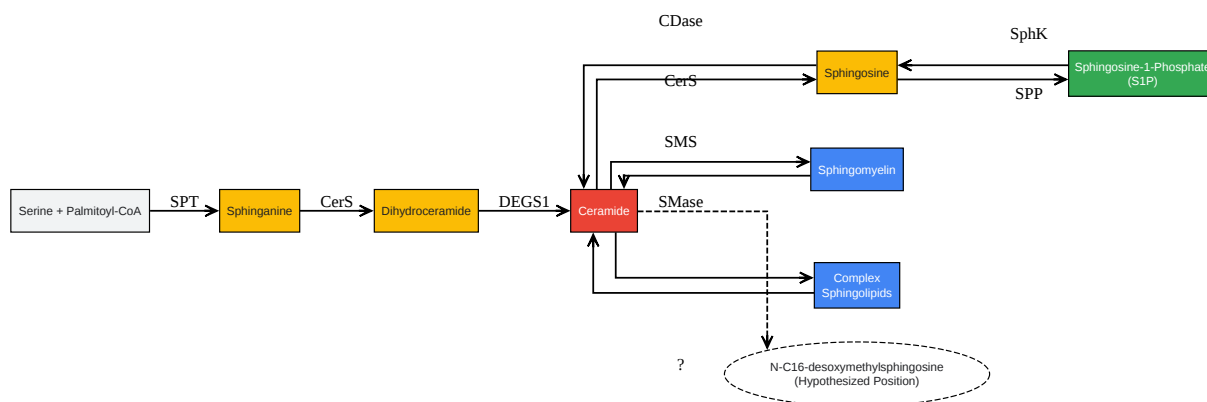 CDase
SphK
Sphingosine
Sphingosine-1-Phosphate
(S1P)
CerS
SPP
SMS
Sphingomyelin
Serine + Palmitoyl-CoA
SPT
Sphinganine
CerS
Dihydroceramide
DEGS1
Ceramide
SMase
Complex
Sphingolipids
?
N-C16-desoxymethylsphingosine
(Hypothesized Position)